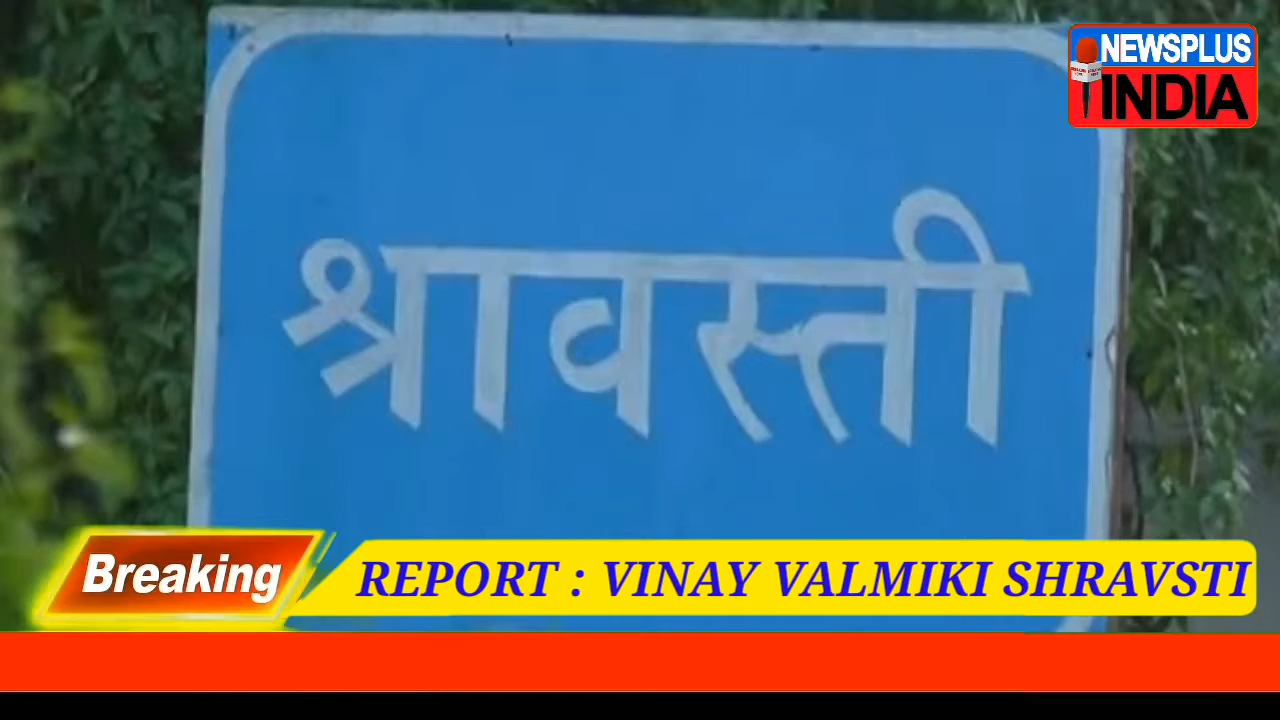 NEWSPLUS
INDIA
श्रावस्ती
Breaking
REPORT : VINAY VALMIKI SHRAVSTI